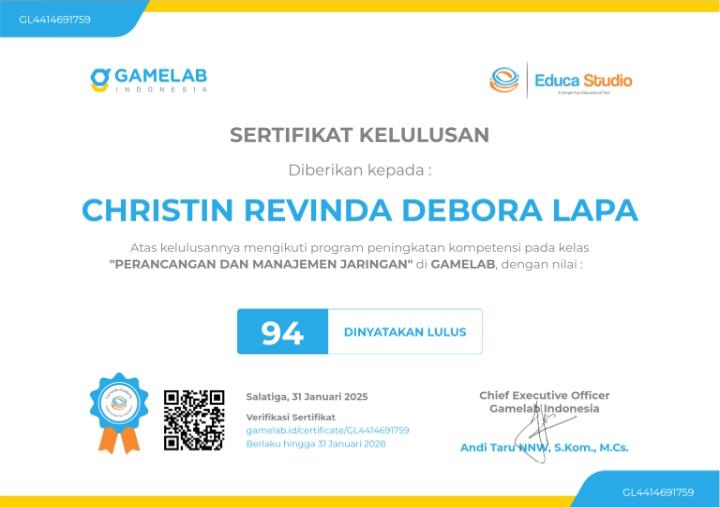 GL4414691759
GAMELAB
INDONESIA
Educa Studio
A Simple Fun Educational Tool
SERTIFIKAT KELULUSAN
Diberikan kepada :
CHRISTIN REVINDA DEBORA LAPA
Atas kelulusannya mengikuti program peningkatan kompetensi pada kelas
"PERANCANGAN DAN MANAJEMEN JARINGAN" di GAMELAB, dengan nilai :
94
DINYATAKAN LULUS
Salatiga, 31 Januari 2025
Verifikasi Sertifikat
gamelab.id/certificate/GL4414691759
Berlaku hingga 31 Januari 2028
Chief Executive Officer
Gamelab Indonesia
Andi Taru NNW, S.Kom., M.Cs.
GL4414691759